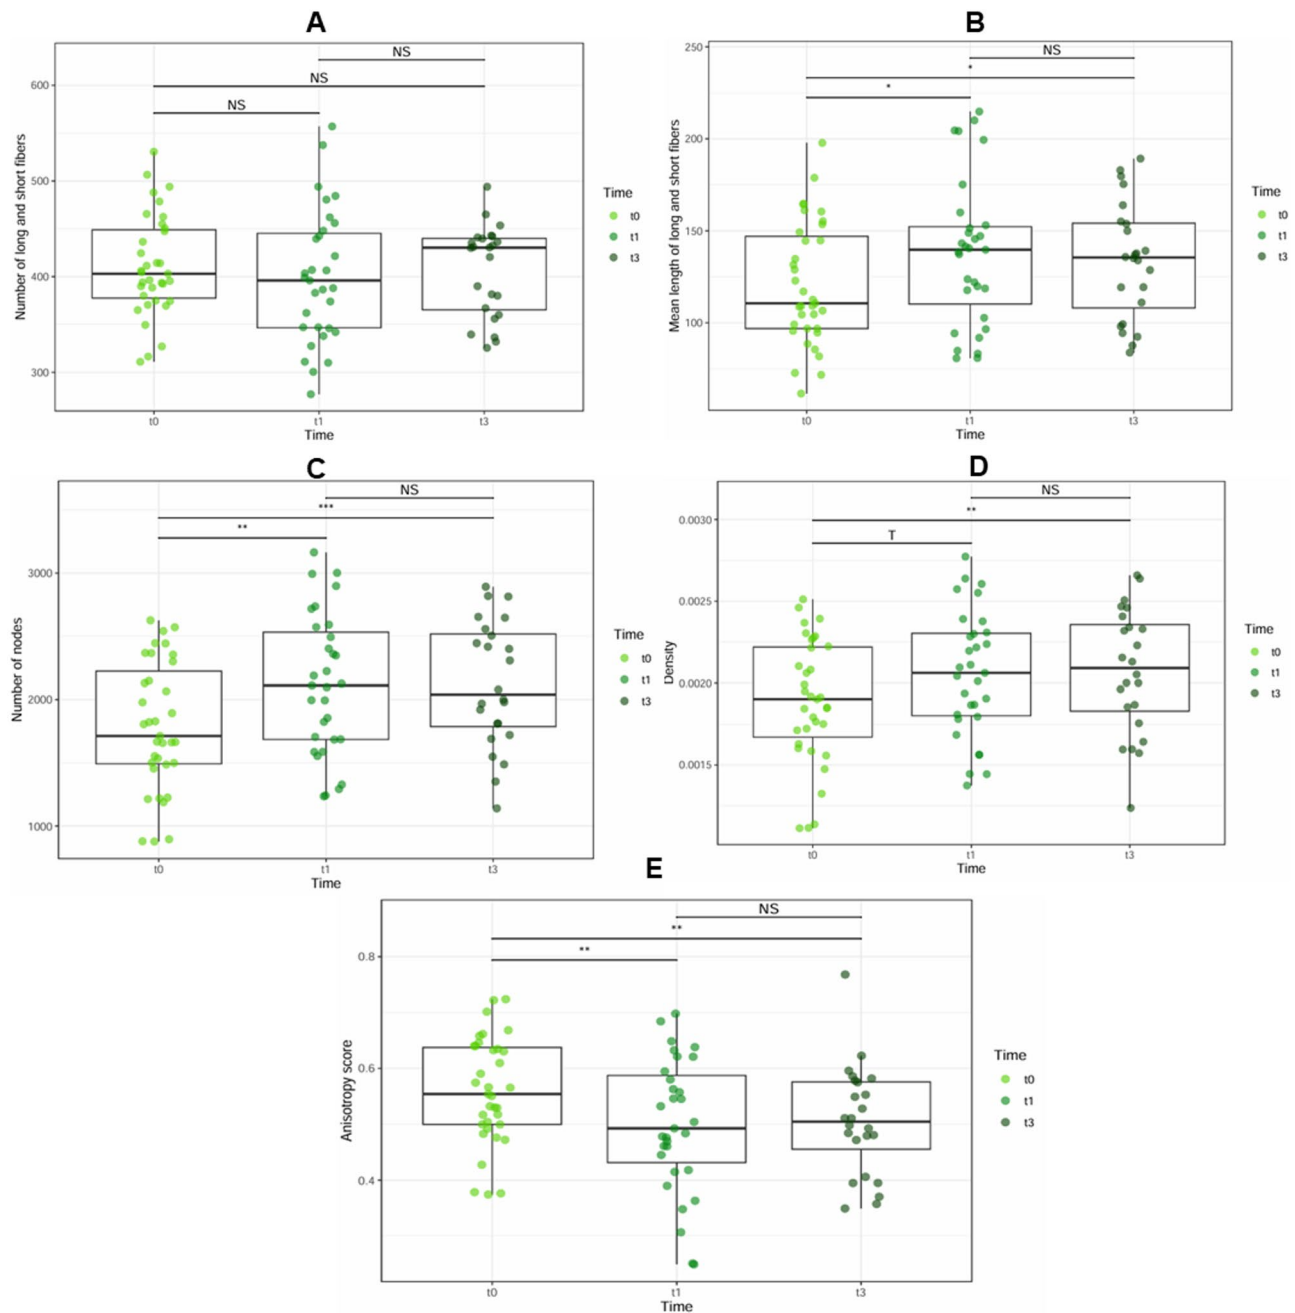 A
NS
NS
NS
600
500
400
300
Number of long and short fibers
t0
t1
t3
Time
Time
t0
t1
t3
B
NS
*
*
250
200
150
100
Mean length of long and short fibers
t0
t1
t3
Time
Time
t0
t1
t3
C
NS
***
**
3000
2000
1000
Number of nodes
t0
t1
t3
Time
Time
t0
t1
t3
D
NS
**
T
0.0030
0.0025
0.0020
0.0015
Density
t0
t1
t3
Time
Time
t0
t1
t3
E
NS
**
**
0.8
0.6
0.4
Anisotropy score
t0
t1
t3
Time
Time
t0
t1
t3